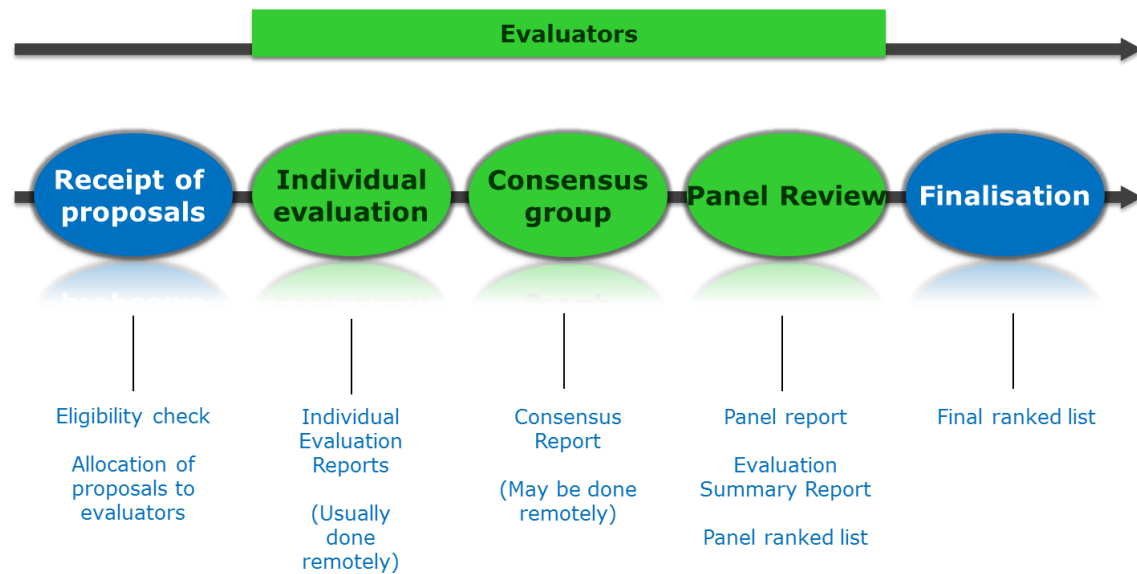 Evaluators
Receipt of
proposals
Individual
evaluation
Consensus
group
Panel Review
Finalisation
Eligibility check
Allocation of
proposals to
evaluators
Individual
Evaluation
Reports
(Usually
done
remotely)
Consensus
Report
(May be done
remotely)
Panel report
Evaluation
Summary Report
Panel ranked list
Final ranked list